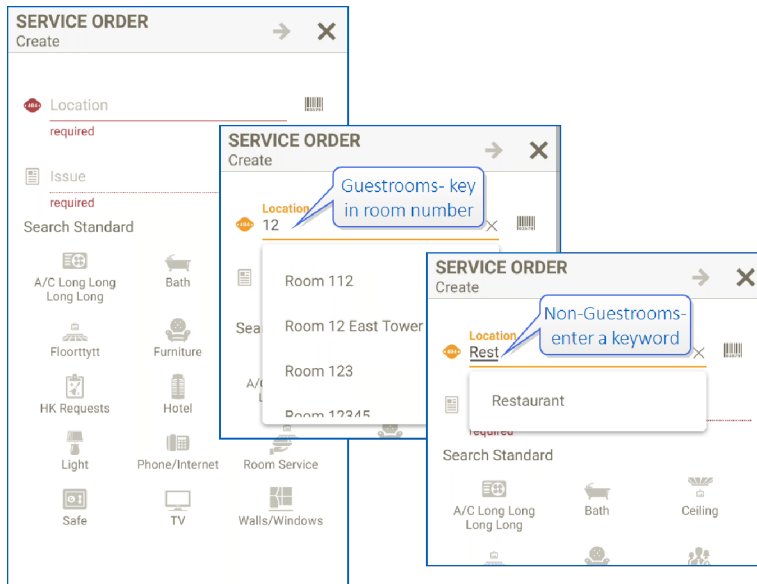 SERVICE ORDER
Create
Location
required
Issue
required
Search Standard
A/C Long Long
Long Long
Bath
Floorttytt
Furniture
HK Requests
Hotel
Light
Phone/Internet
Room Service
Safe
TV
Walls/Windows
SERVICE ORDER
Create
Guestrooms- key
in room number
Location
12
Room 112
Room 12 East Tower
Room 123
Room 12345
Sea
A/C
L
SERVICE ORDER
Create
Non-Guestrooms-
enter a keyword
Location
Rest
Restaurant
required
Search Standard
A/C Long Long
Long Long
Bath
Ceiling